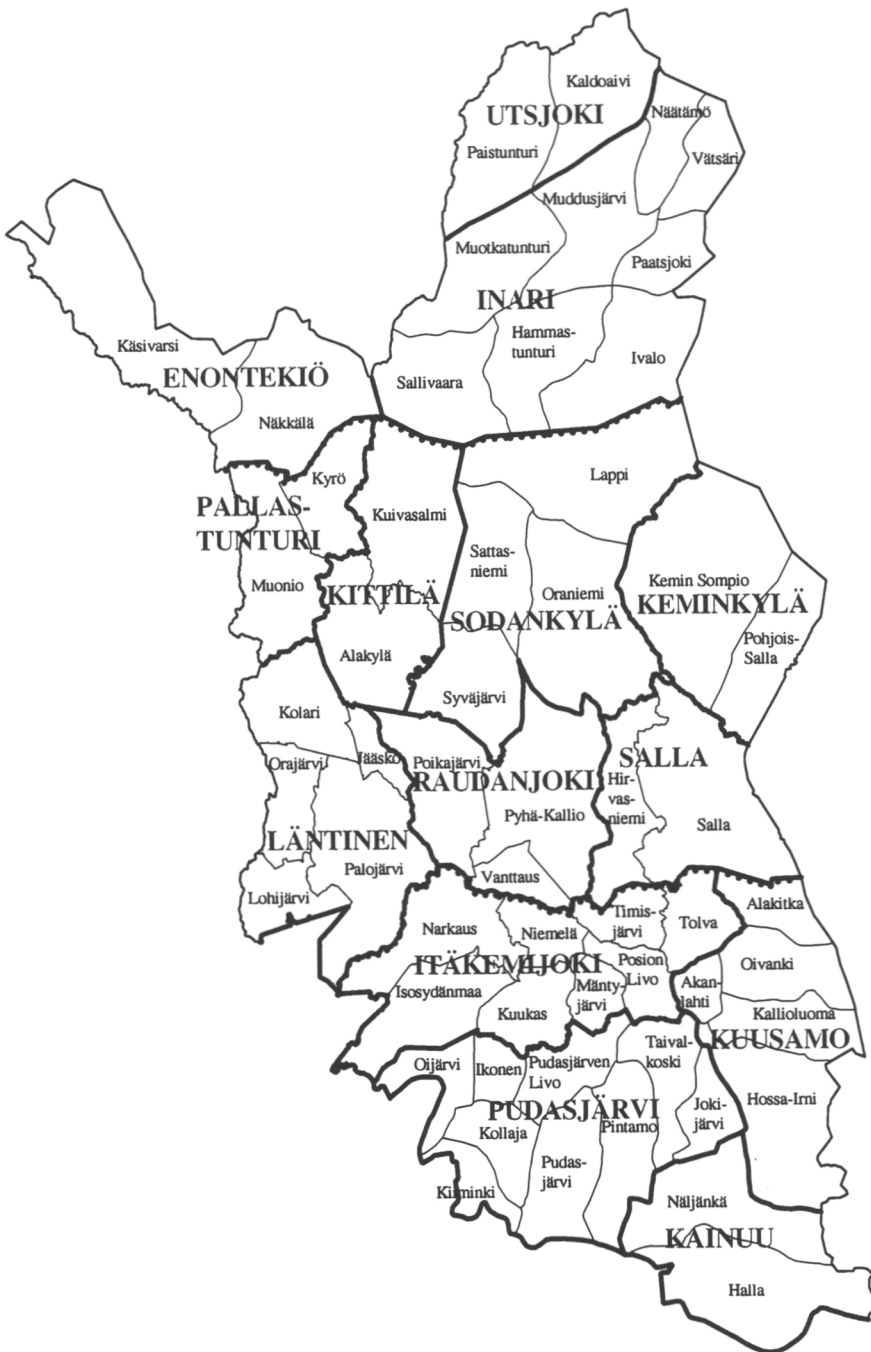 Kaldoaivi
UTSJOKI
Näätämö
Paistunturi
Vätsäri
Muddusjärvi
Muotkatunturi
Paatsjoki
INARI
Hammas-
tunturi
Ivalo
Käsivarsi
ENONTEKIÖ
Sallivaara
Näkkälä
Kyrö
Lappi
PALLAS-
TUNTURI
Kuivasalmi
Sattas-
niemi
Muonio
KITTILÄ
Oraniemi
SODANKYLÄ
Kemin Sompio
KEMINKYLÄ
Pohjois-
Salla
Alakylä
Syväjärvi
Kolari
Jääskö
Orajärvi
Poikajärvi
RAUDANJOKI
SALLA
Hir-
vas-
niemi
Pyhä-Kallio
Salla
LÄNTINEN
Palojärvi
Vanttaus
Lohijärvi
Narkaus
Niemelä
Timis-
järvi
Tolva
Alakitka
ITÄKEMIJOKI
Posion
Livo
Oivanki
Isosydänmaa
Mänty-
järvi
Akan-
lahti
Kuukas
Kallioluoma
KUUSAMO
Oijärvi
Ikonen
Pudasjärven
Livo
Taival-
koski
PUDASJÄRVI
Hossa-Irni
Kollaja
Pintamo
Joki-
järvi
Pudas-
järvi
Kiiminki
Näljänkä
KAINUU
Halla